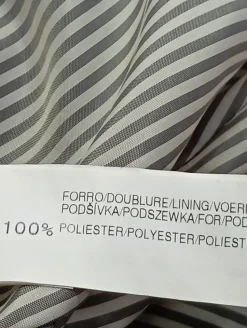 FORRO/DOUBLURE/LINING/VOERI
PODŠÍVKA/PODSZEWKA/FOR/POD
100% POLIESTER/POLYESTER/POLIEST